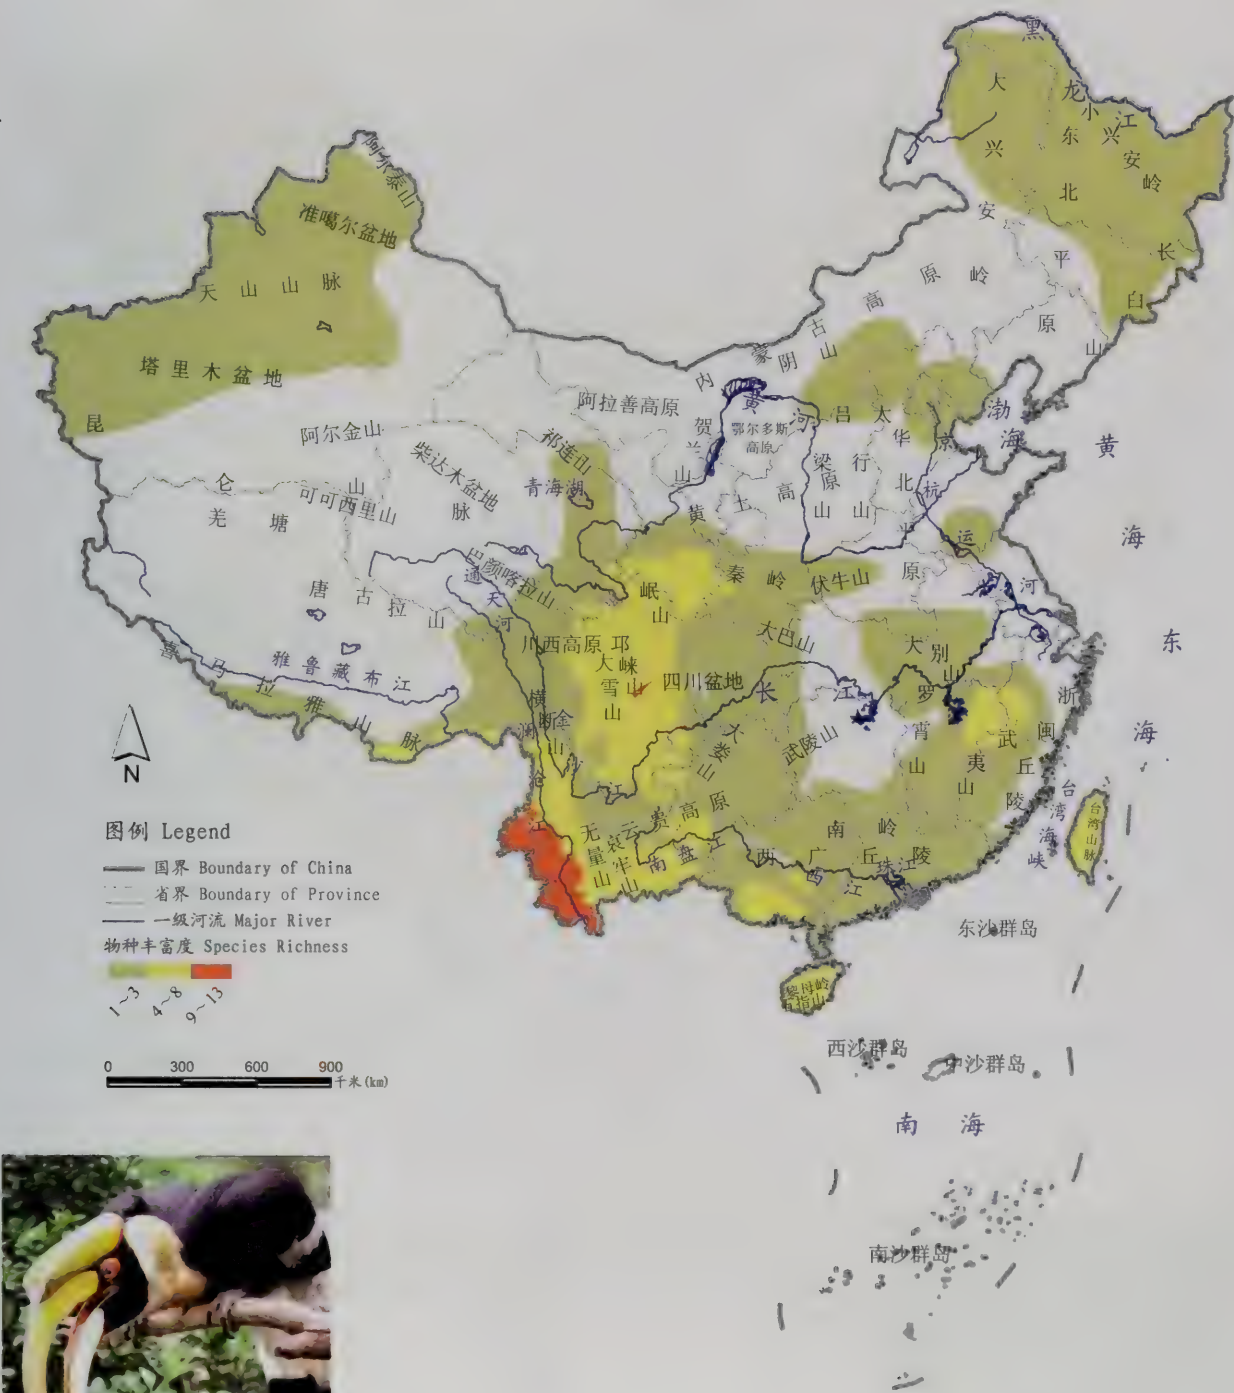 黑
龙
江
大
兴
安
岭
小
兴
安
岭
东
北
平
原
长
白
山
阿尔泰山
准噶尔盆地
天山山脉
塔里木盆地
内蒙古高原
阴山
阿拉善高原
贺兰山
黄河
鄂尔多斯
高原
吕梁山
太行山
华北平原
京杭运河
渤海
黄海
昆仑山脉
阿尔金山
祁连山
柴达木盆地
青海湖
可可西里山
羌塘
黄土高原
巴颜喀拉山
通天河
唐古拉山
秦岭
伏牛山
岷山
川西高原
邛崃山
大雪山
四川盆地
大巴山
大别山
长江
喜马拉雅山脉
雅鲁藏布江
横断山
金
澜沧江
江
大娄山
武陵山
罗霄山
武夷山
浙闽丘陵
台湾海峡
台湾山脉
无量山
哀牢山
云贵高原
南盘江
南岭
两广丘陵
西江
珠江
东海
东沙群岛
黎母岭
五指山
西沙群岛
中沙群岛
南海
南沙群岛
N
图例 Legend
国界 Boundary of China
省界 Boundary of Province
一级河流 Major River
物种丰富度 Species Richness
1~3
4~8
9~13
0 300 600 900
千米(km)